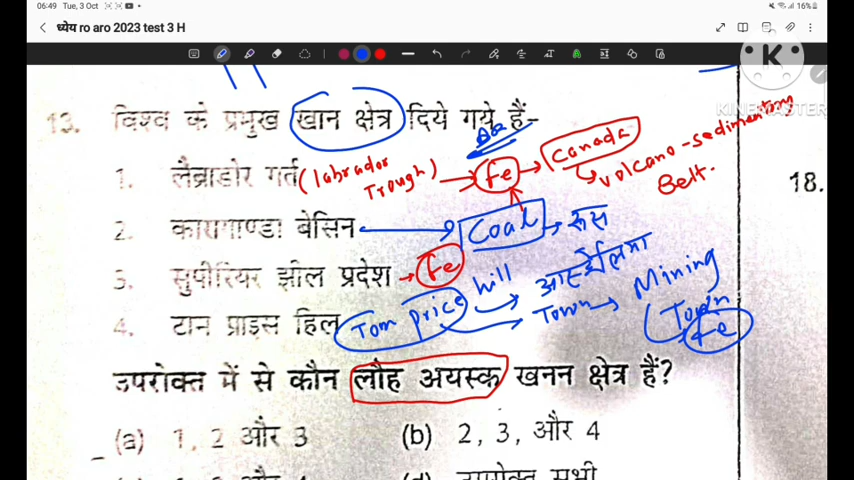 06:49 Tue, 3 Oct 16%
ध्येय ro aro 2023 test 3 H
KINEMASTER
13. विश्व के प्रमुख खान क्षेत्र दिये गये हैं-
1. लैब्राडोर गर्त (labrador Trough) → Fe → Canada
volcano-sedimentary Belt.
18.
2. कारागाण्डा बेसिन → Coal → रूस
3. सुपीरियर झील प्रदेश → Fe
4. टान प्राइस हिल Tom price hill
Town → Mining Town
Fe
उपरोक्त में से कौन लौह अयस्क खनन क्षेत्र हैं?
(a) 1, 2 और 3 (b) 2, 3, और 4